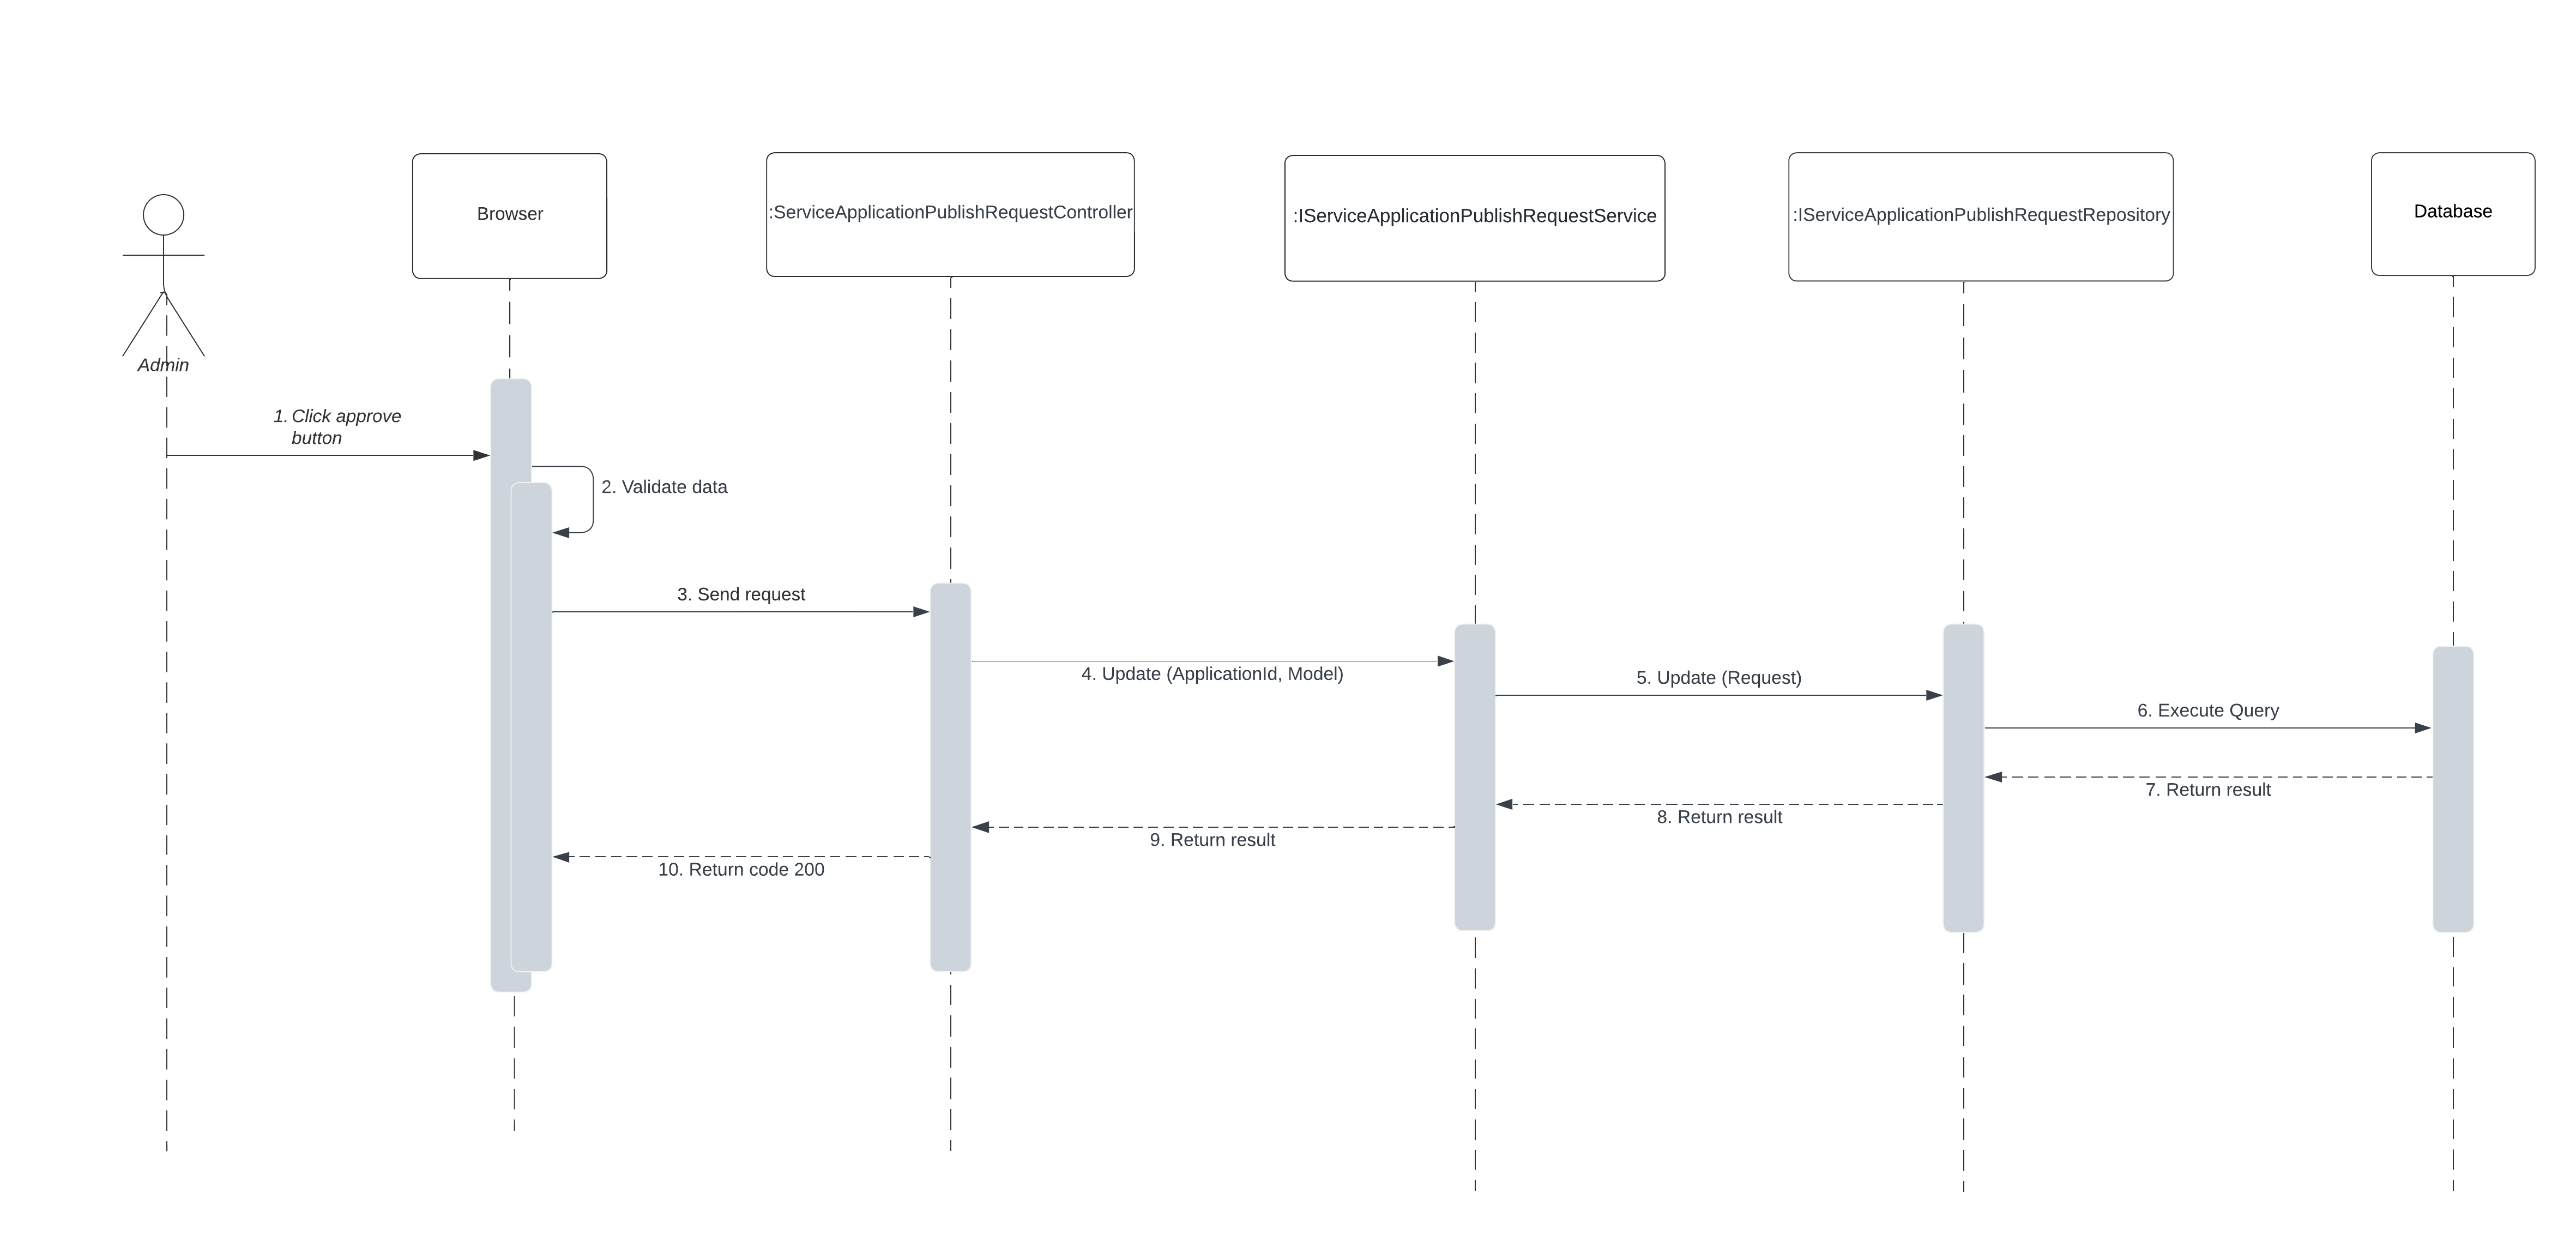 Browser
:ServiceApplicationPublishRequestController
:IServiceApplicationPublishRequestService
:IServiceApplicationPublishRequestRepository
Database
Admin
1. Click approve
button
2. Validate data
3. Send request
4. Update (ApplicationId, Model)
5. Update (Request)
6. Execute Query
7. Return result
8. Return result
9. Return result
10. Return code 200